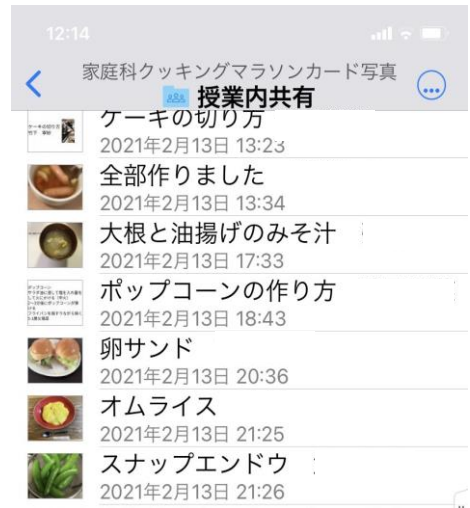 12:14
家庭科クッキングマラソンカード写真
授業内共有
ケーキの切り方
2021年2月13日 13:23
全部作りました
2021年2月13日 13:34
大根と油揚げのみそ汁
2021年2月13日 17:33
ポップコーン
ポップコーンの作り方
2021年2月13日 18:43
卵サンド
2021年2月13日 20:36
オムライス
2021年2月13日 21:25
スナップエンドウ
2021年2月13日 21:26